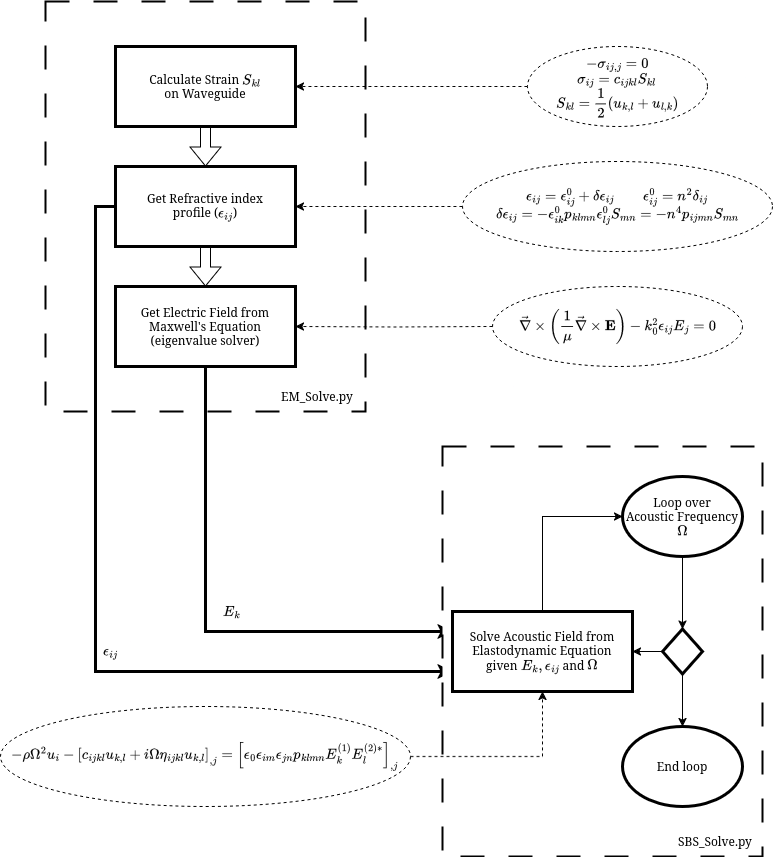 Calculate Strain $S_{kl}$
on Waveguide
$-\sigma_{ij,j} = 0$
$\sigma_{ij} = c_{ijkl}S_{kl}$
$S_{kl} = \frac{1}{2}(u_{k,l} + u_{l,k})$
Get Refractive index
profile ($\epsilon_{ij}$)
$\epsilon_{ij} = \epsilon_{ij}^0 + \delta\epsilon_{ij} \quad \epsilon_{ij}^0 = n^2\delta_{ij}$
$\delta\epsilon_{ij} = -\epsilon_{ik}^0 p_{klmn}\epsilon_{lj}^0 S_{mn} = -n^4 p_{ijmn}S_{mn}$
Get Electric Field from
Maxwell's Equation
(eigenvalue solver)
$\vec{\nabla} \times \left(\frac{1}{\mu}\vec{\nabla} \times \mathbf{E}\right) - k_0^2\epsilon_{ij}E_j = 0$
EM_Solve.py
Loop over
Acoustic Frequency
$\Omega$
$E_k$
$\epsilon_{ij}$
Solve Acoustic Field from
Elastodynamic Equation
given $E_k, \epsilon_{ij}$ and $\Omega$
$-\rho\Omega^2 u_i - [c_{ijkl}u_{k,l} + i\Omega\eta_{ijkl}u_{k,l}]_{,j} = \left[\epsilon_0\epsilon_{im}\epsilon_{jn}p_{klmn}E_k^{(1)}E_l^{(2)*}\right]_{,j}$
End loop
SBS_Solve.py